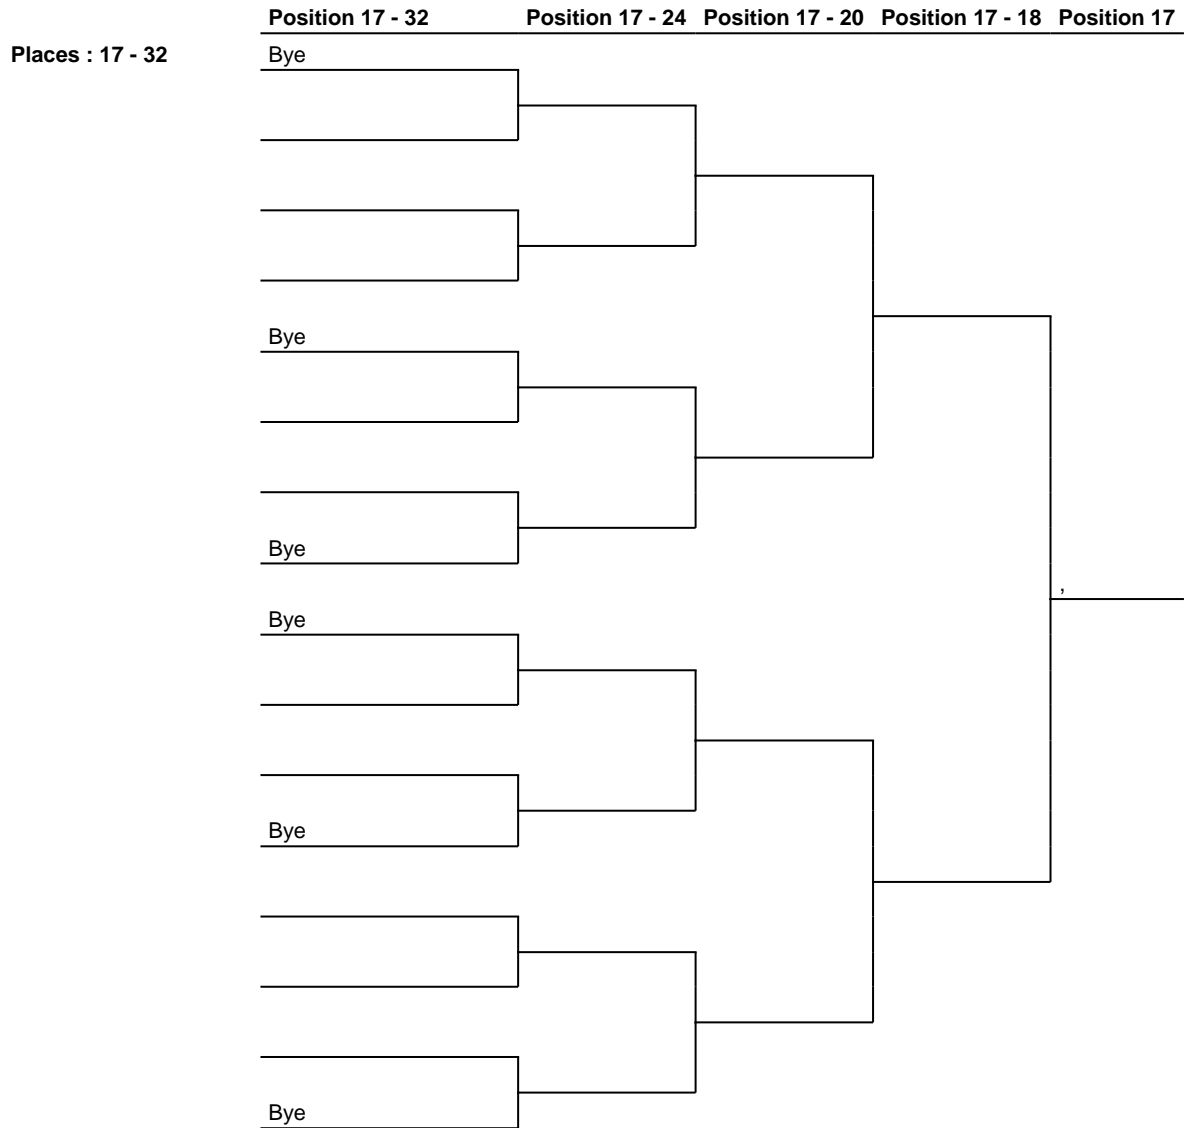 Position 17 - 32 Position 17 - 24 Position 17 - 20 Position 17 - 18 Position 17
Places : 17 - 32 Bye
Bye
Bye
,
Bye
Bye
Bye